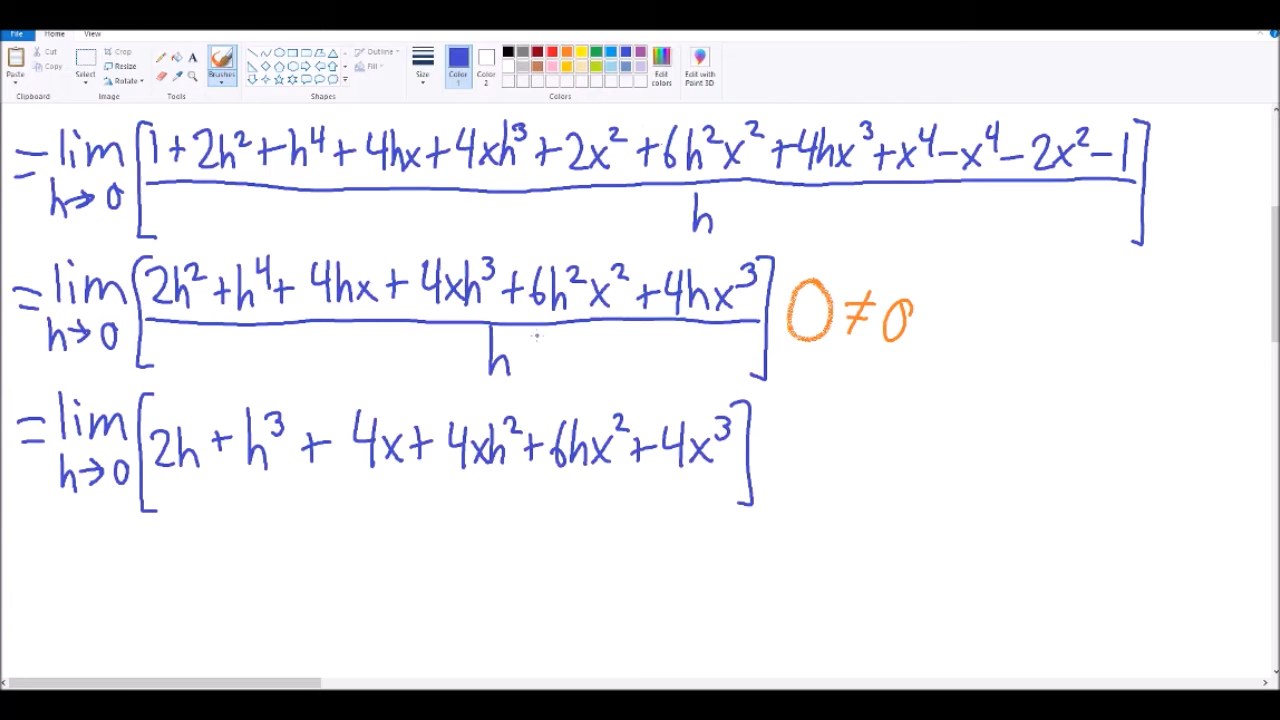 File Home View
Paste Cut Copy Select Crop Resize Rotate Brushes Outline Fill Size Color 1 Color 2 Edit colors Edit with Paint 3D
Clipboard Image Tools Shapes Colors
= lim h→0 [1 + 2h² + h⁴ + 4hx + 4xh³ + 2x² + 6h²x² + 4hx³ + x⁴ - x⁴ - 2x² - 1 / h]
= lim h→0 [2h² + h⁴ + 4hx + 4xh³ + 6h²x² + 4hx³ / h] 0 ≠ 0
= lim h→0 [2h + h³ + 4x + 4xh² + 6hx² + 4x³]